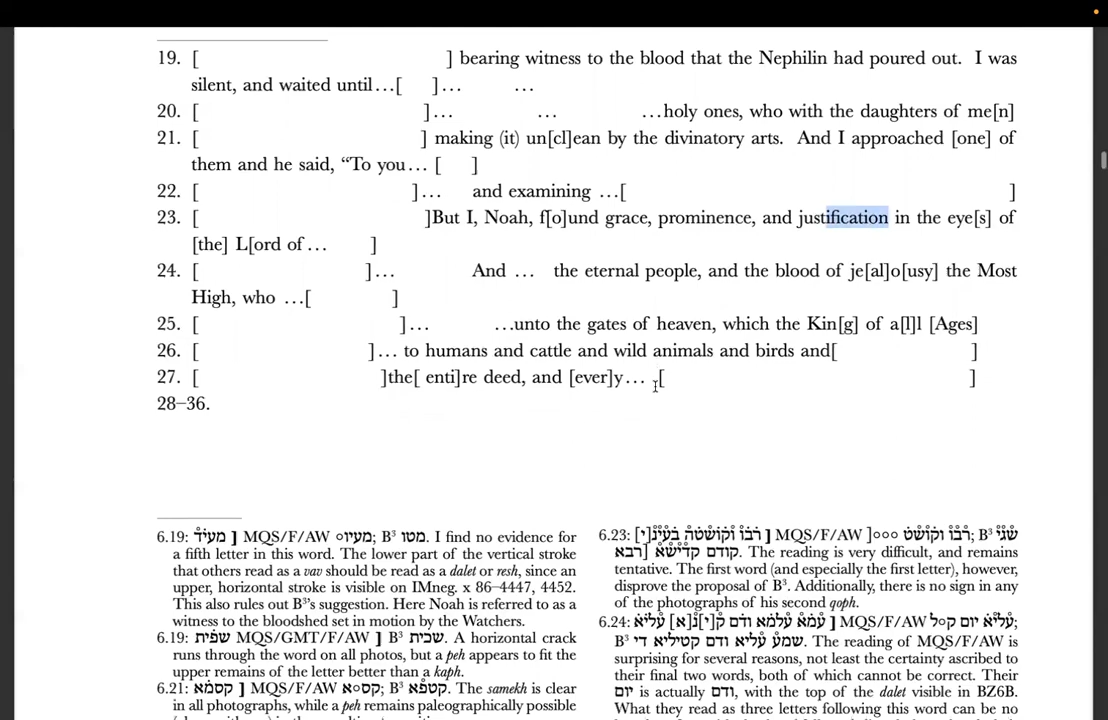 19. [ ] bearing witness to the blood that the Nephilin had poured out. I was
silent, and waited until…[ ]… …
20. [ ]… … …holy ones, who with the daughters of me[n]
21. [ ] making (it) un[cl]ean by the divinatory arts. And I approached [one] of
them and he said, “To you… [ ]
22. [ ]… and examining …[ ]
23. [ ]But I, Noah, f[o]und grace, prominence, and justification in the eye[s] of
[the] L[ord of… ]
24. [ ]… And … the eternal people, and the blood of je[al]o[usy] the Most
High, who …[ ]
25. [ ]… …unto the gates of heaven, which the Kin[g] of a[l]l [Ages]
26. [ ]… to humans and cattle and wild animals and birds and[ ]
27. [ ]the[ enti]re deed, and [ever]y… [ ]
28–36.
6.19: מעיד ] MQS/F/AW מעיו◦; B³ מטו. I find no evidence for
a fifth letter in this word. The lower part of the vertical stroke
that others read as a vav should be read as a dalet or resh, since an
upper, horizontal stroke is visible on IMneg. x 86–4447, 4452.
This also rules out B³’s suggestion. Here Noah is referred to as a
witness to the bloodshed set in motion by the Watchers.
6.19: שפית MQS/GMT/F/AW ] B³ שכית. A horizontal crack
runs through the word on all photos, but a peh appears to fit the
upper remains of the letter better than a kaph.
6.21: קסמא ] MQS/F/AW קס◦א; B³ קטפא. The samekh is clear
in all photographs, while a peh remains paleographically possible
6.23: רבו וקושטה בעיני[ ] MQS/F/AW ]◦◦◦ וקושט; B³ שגי
רבא] קודם קדישא. The reading is very difficult, and remains
tentative. The first word (and especially the first letter), however,
disprove the proposal of B³. Additionally, there is no sign in any
of the photographs of his second qoph.
6.24: עמא עלמא ודם ק[י]נ[א] עליא ] MQS/F/AW עליא יום ק◦ל;
B³ שמע עליא ודם קטיליא די. The reading of MQS/F/AW is
surprising for several reasons, not least the certainty ascribed to
their final two words, both of which cannot be correct. Their
יום is actually ודם, with the top of the dalet visible in BZ6B.
What they read as three letters following this word can be no